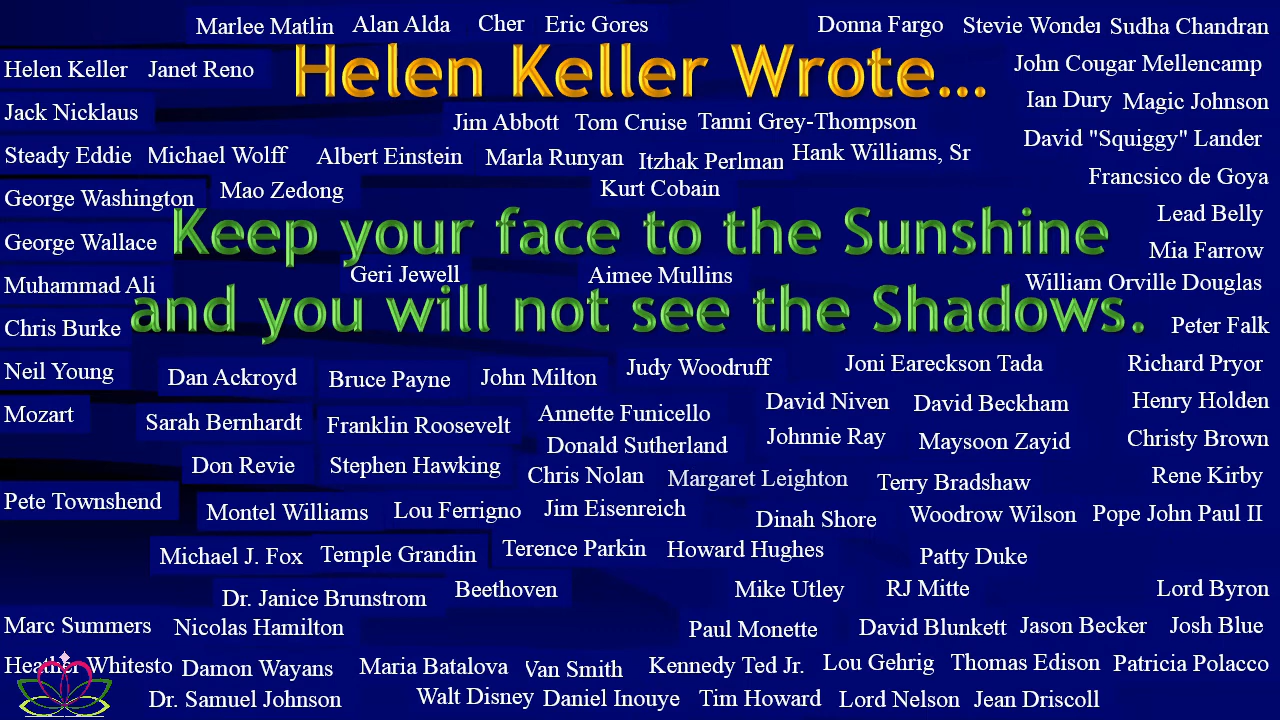 Marlee Matlin Alan Alda Cher Eric Gores Donna Fargo Stevie Wonder Sudha Chandran
Helen Keller Janet Reno Helen Keller Wrote... John Cougar Mellencamp
Jack Nicklaus Ian Dury Magic Johnson
Jim Abbott Tom Cruise Tanni Grey-Thompson David "Squiggy" Lander
Steady Eddie Michael Wolff Albert Einstein Marla Runyan Itzhak Perlman Hank Williams, Sr
George Washington Mao Zedong Kurt Cobain Francsico de Goya
Lead Belly
George Wallace Keep your face to the Sunshine Mia Farrow
Muhammad Ali Geri Jewell Aimee Mullins William Orville Douglas
Chris Burke and you will not see the Shadows. Peter Falk
Neil Young Dan Ackroyd Bruce Payne John Milton Judy Woodruff Joni Eareckson Tada Richard Pryor
Mozart Sarah Bernhardt Franklin Roosevelt Annette Funicello David Niven David Beckham Henry Holden
Donald Sutherland Johnnie Ray Maysoon Zayid Christy Brown
Don Revie Stephen Hawking Chris Nolan Margaret Leighton Terry Bradshaw Rene Kirby
Pete Townshend Montel Williams Lou Ferrigno Jim Eisenreich Dinah Shore Woodrow Wilson Pope John Paul II
Michael J. Fox Temple Grandin Terence Parkin Howard Hughes Patty Duke
Dr. Janice Brunstrom Beethoven Mike Utley RJ Mitte Lord Byron
Marc Summers Nicolas Hamilton Paul Monette David Blunkett Jason Becker Josh Blue
Heather Whitesto Damon Wayans Maria Batalova Van Smith Kennedy Ted Jr. Lou Gehrig Thomas Edison Patricia Polacco
Dr. Samuel Johnson Walt Disney Daniel Inouye Tim Howard Lord Nelson Jean Driscoll